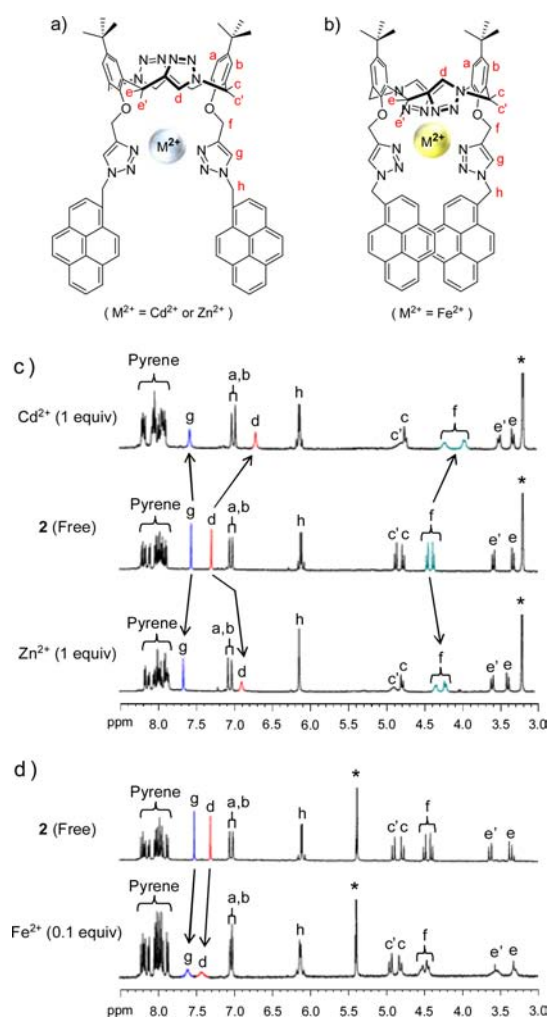 a)
b)
N N N N N N
a
b
c
c'
d
e
e'
f
O
O
M2+
N N N
N N N
g
h
( M2+ = Cd2+ or Zn2+ )
d
a
b
c
c'
e
e'
N N N N N
f
O
O
M2+
N N N
N N N
g
h
( M2+ = Fe2+ )
c)
Pyrene g a,b d h c' c f e' e *
Cd2+ (1 equiv)
Pyrene g d a,b h c' c f e' e *
2 (Free)
Pyrene g a,b d h c' c f e' e *
Zn2+ (1 equiv)
ppm 8.0 7.5 7.0 6.5 6.0 5.5 5.0 4.5 4.0 3.5 3.0
d)
Pyrene g d a,b h * c' c f e' e
2 (Free)
Pyrene g d a,b h * c' c f e' e
Fe2+ (0.1 equiv)
ppm 8.0 7.5 7.0 6.5 6.0 5.5 5.0 4.5 4.0 3.5 3.0